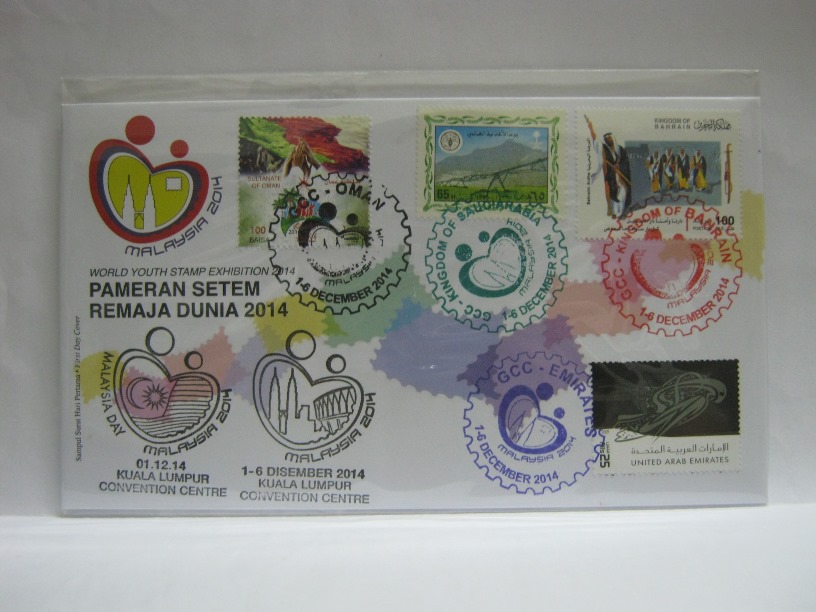 MALAYSIA 2014
WORLD YOUTH STAMP EXHIBITION 2014
PAMERAN SETEM
REMAJA DUNIA 2014
Sampul Surat Hari Pertama • First Day Cover
MALAYSIA DAY
MALAYSIA 2014
01.12.14
KUALA LUMPUR
CONVENTION CENTRE
MALAYSIA 2014
1-6 DISEMBER 2014
KUALA LUMPUR
CONVENTION CENTRE
SULTANATE
OF OMAN
100
GCC - OMAN
1-6 DECEMBER 2014
65
٦٥
GCC - KINGDOM OF SAUDI ARABIA
MALAYSIA 2014
1-6 DECEMBER 2014
KINGDOM OF
BAHRAIN
100
GCC - KINGDOM OF BAHRAIN
MALAYSIA 2014
1-6 DECEMBER 2014
GCC - EMIRATES
MALAYSIA 2014
1-6 DECEMBER 2014
الإمارات العربية المتحدة
UNITED ARAB EMIRATES